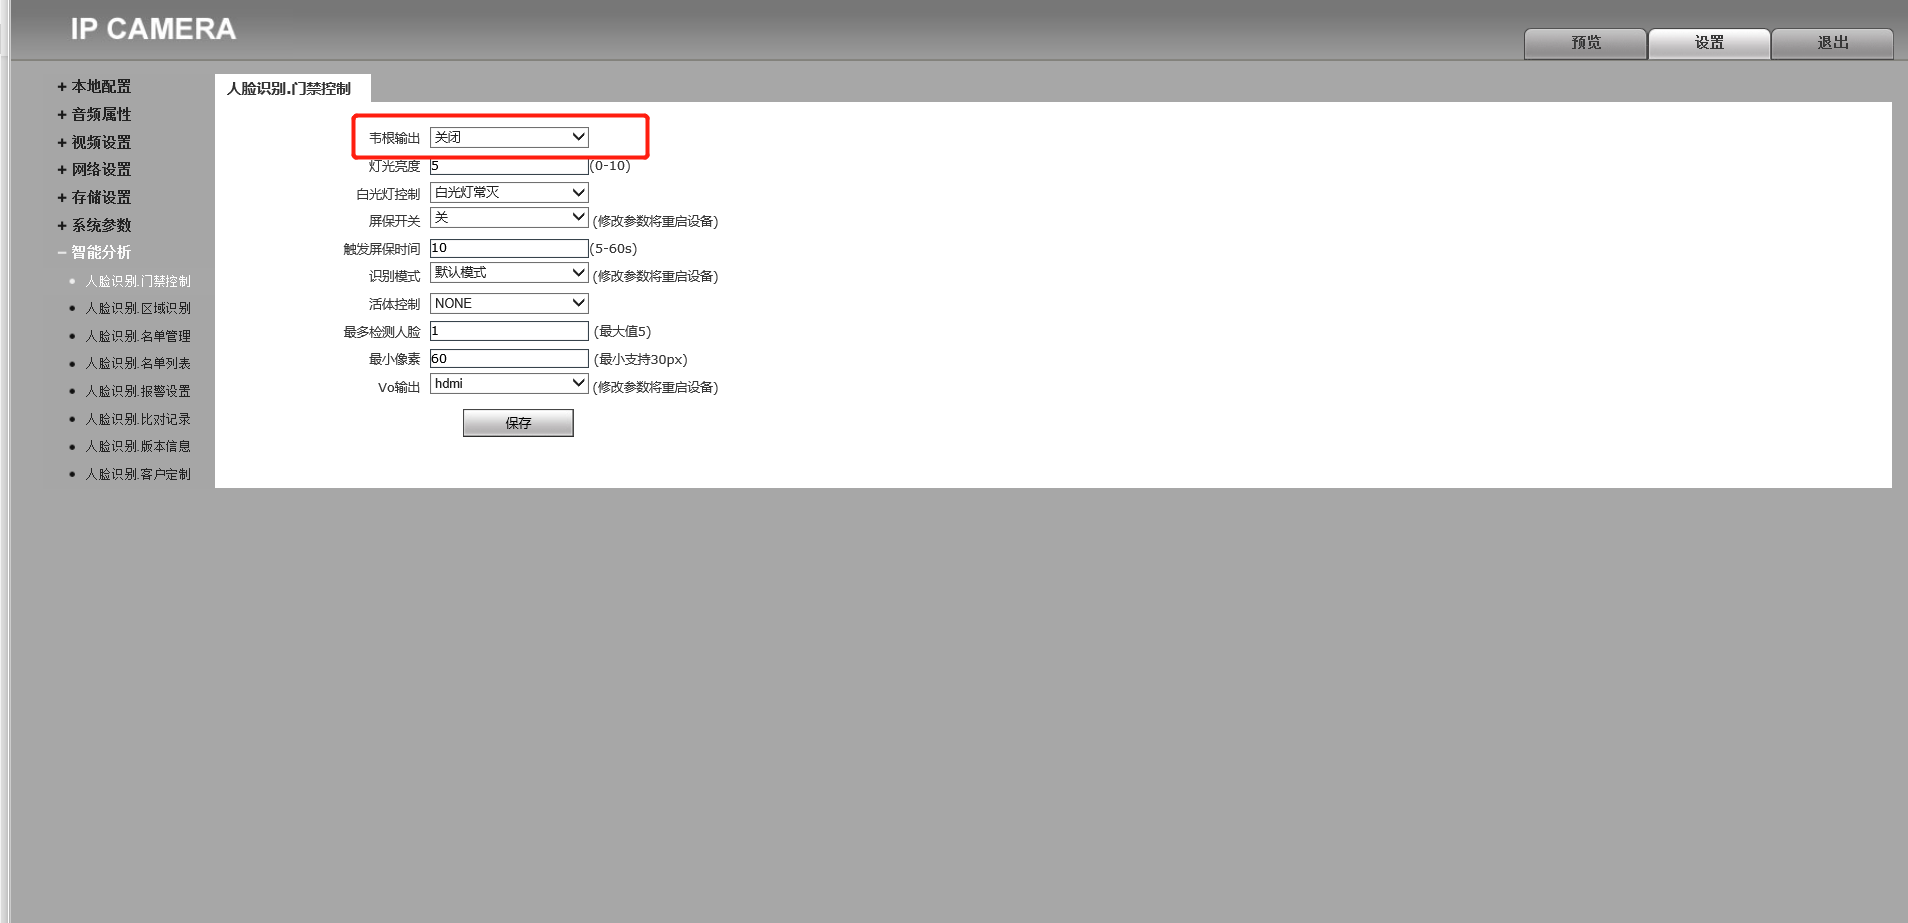 IP CAMERA
预览
设置
退出
+ 本地配置
+ 音频属性
+ 视频设置
+ 网络设置
+ 存储设置
+ 系统参数
− 智能分析
• 人脸识别.门禁控制
• 人脸识别.区域识别
• 人脸识别.名单管理
• 人脸识别.名单列表
• 人脸识别.报警设置
• 人脸识别.比对记录
• 人脸识别.版本信息
• 人脸识别.客户定制
人脸识别.门禁控制
韦根输出 关闭
灯光亮度 5 (0-10)
白光灯控制 白光灯常灭
屏保开关 关 (修改参数将重启设备)
触发屏保时间 10 (5-60s)
识别模式 默认模式 (修改参数将重启设备)
活体控制 NONE
最多检测人脸 1 (最大值5)
最小像素 60 (最小支持30px)
Vo输出 hdmi (修改参数将重启设备)
保存